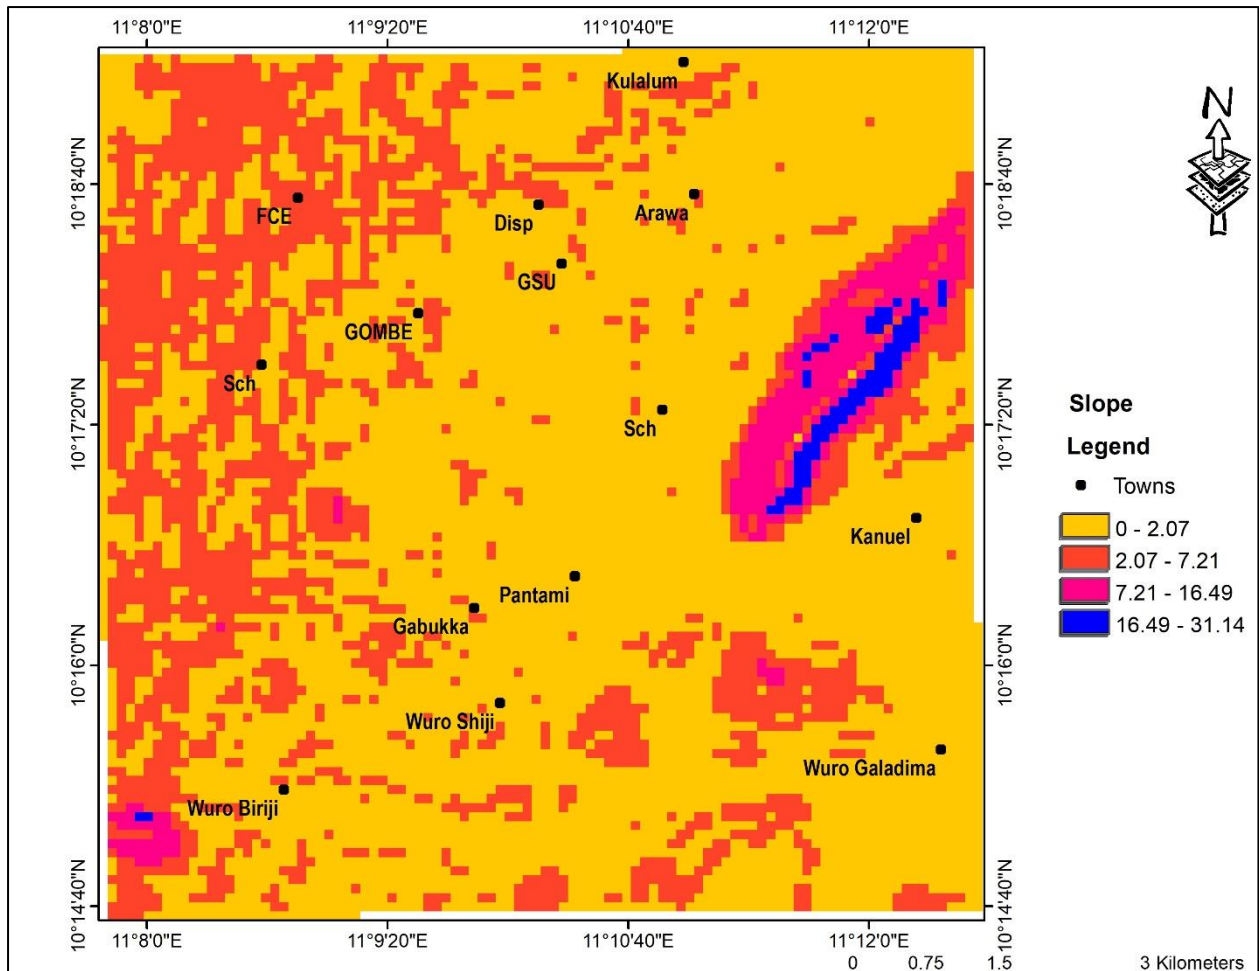 11°8'0"E 11°9'20"E 11°10'40"E 11°12'0"E
N
Kulalum
10°18'40"N 10°18'40"N
FCE
Disp
Arawa
GSU
GOMBE
Sch
Sch
10°17'20"N 10°17'20"N
Slope
Legend
Towns
0 - 2.07
2.07 - 7.21
7.21 - 16.49
16.49 - 31.14
Kanuel
Pantami
Gabukka
10°16'0"N 10°16'0"N
Wuro Shiji
Wuro Galadima
Wuro Biriji
10°14'40"N 10°14'40"N
11°8'0"E 11°9'20"E 11°10'40"E 11°12'0"E
0 0.75 1.5 3 Kilometers